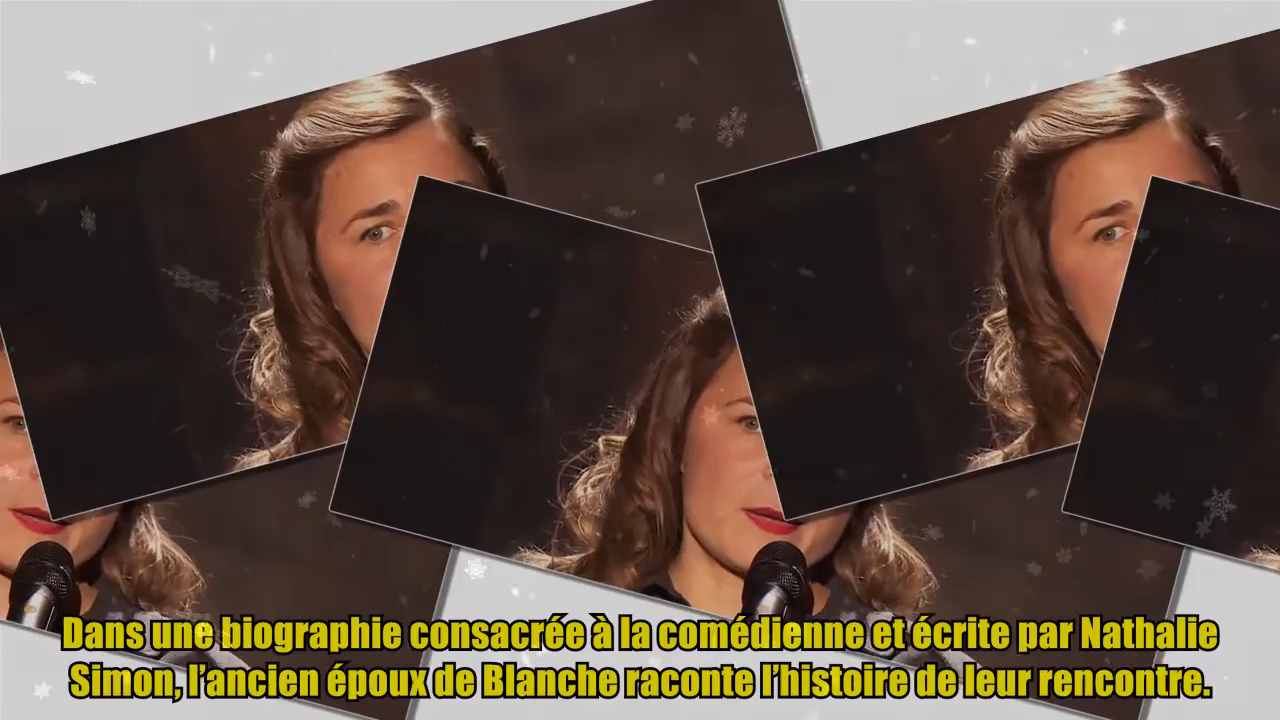 Dans une biographie consacrée à la comédienne et écrite par Nathalie
Simon, l’ancien époux de Blanche raconte l’histoire de leur rencontre.